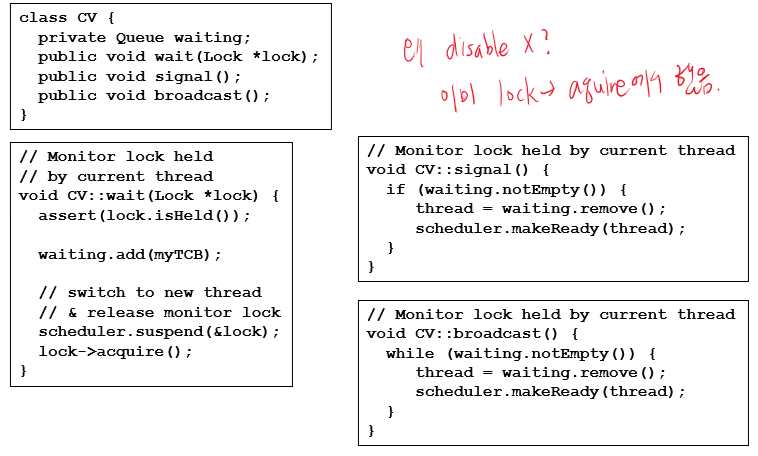 class CV {
private Queue waiting;
public void wait(Lock *lock);
public void signal();
public void broadcast();
}
disable X?
이미 lock → aquire에서 했음.
// Monitor lock held
// by current thread
void CV::wait(Lock *lock) {
assert(lock.isHeld());
waiting.add(myTCB);
// switch to new thread
// & release monitor lock
scheduler.suspend(&lock);
lock->acquire();
}
// Monitor lock held by current thread
void CV::signal() {
if (waiting.notEmpty()) {
thread = waiting.remove();
scheduler.makeReady(thread);
}
}
// Monitor lock held by current thread
void CV::broadcast() {
while (waiting.notEmpty()) {
thread = waiting.remove();
scheduler.makeReady(thread);
}
}